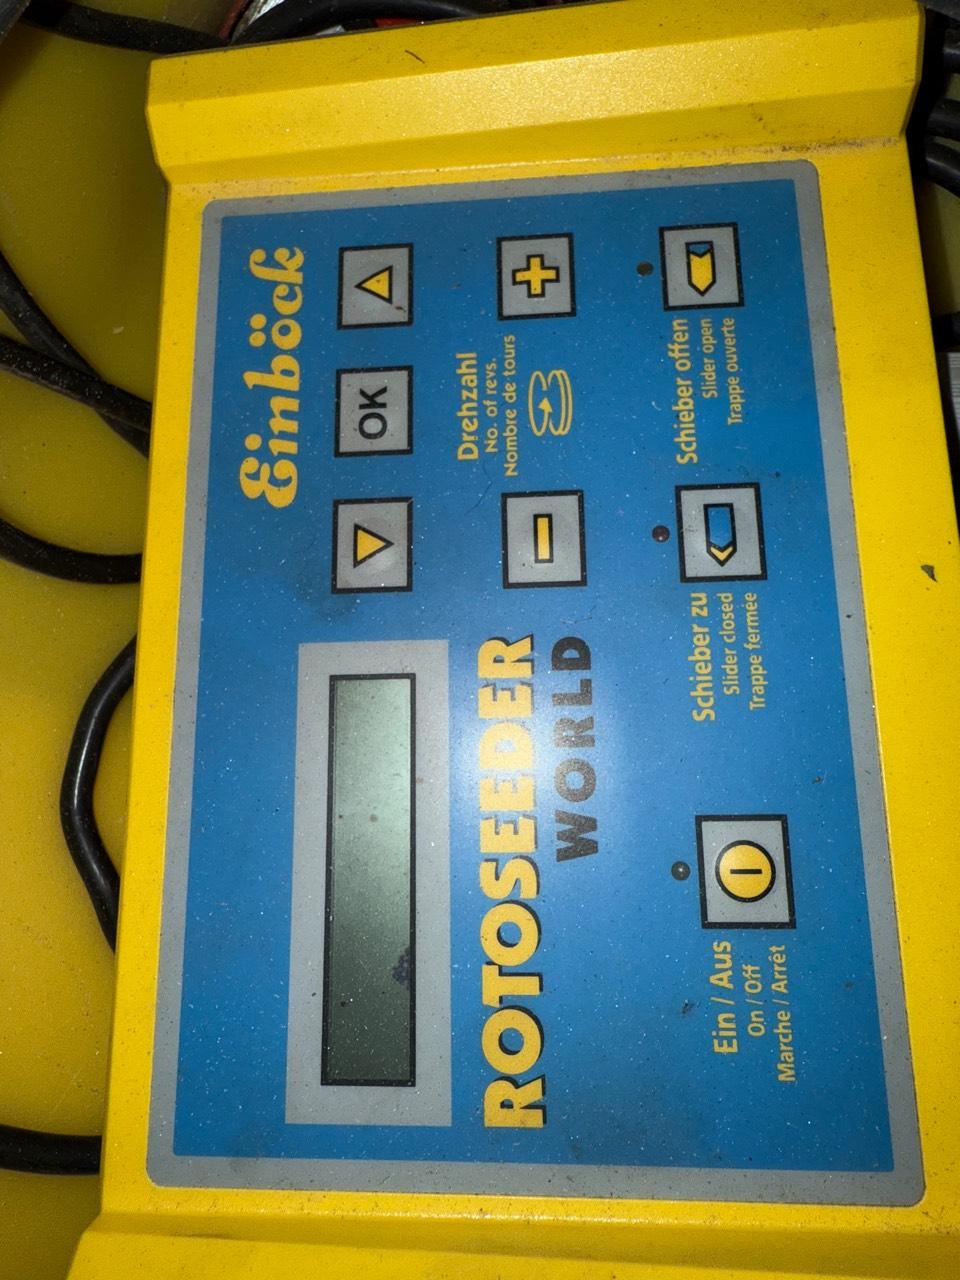 Einböck
OK
Drehzahl
No. of revs.
Nombre de tours
ROTOSEEDER
WORLD
Ein / Aus
On / Off
Marche / Arrêt
Schieber zu
Slider closed
Trappe fermée
Schieber offen
Slider open
Trappe ouverte